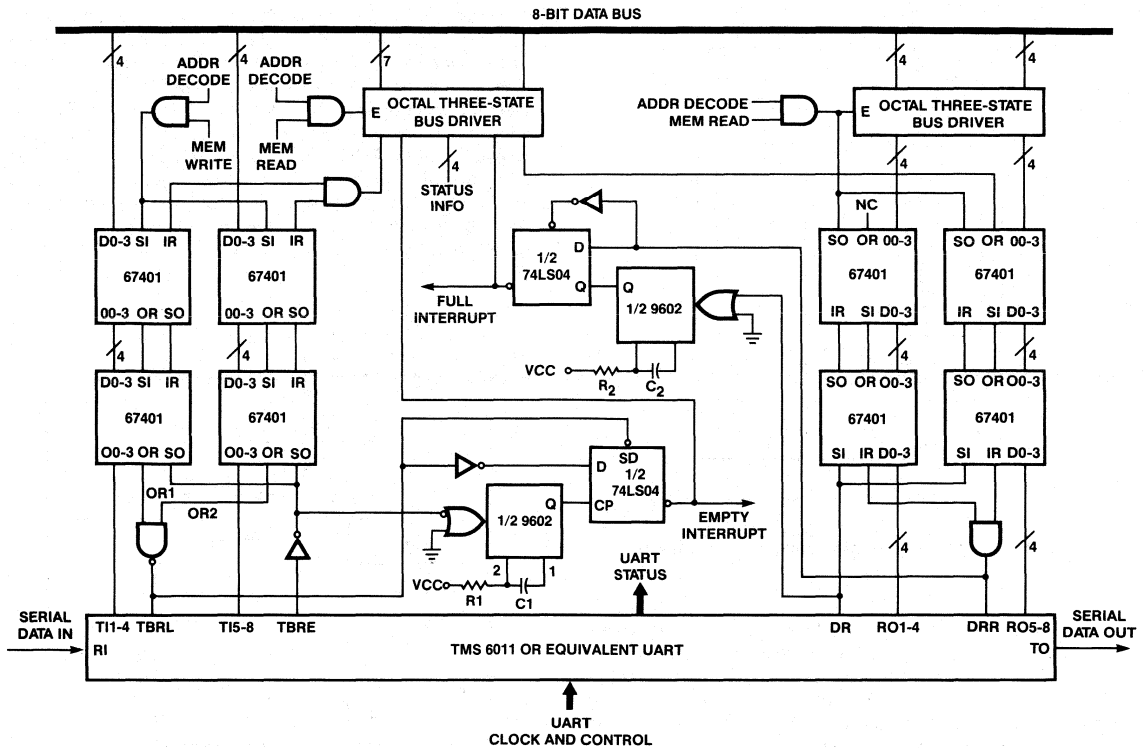 8-BIT DATA BUS
4
4
7
4
4
ADDR
DECODE
ADDR
DECODE
MEM
WRITE
MEM
READ
E
OCTAL THREE-STATE
BUS DRIVER
ADDR DECODE
MEM READ
E
OCTAL THREE-STATE
BUS DRIVER
4
STATUS
INFO
4
4
NC
D0-3 SI IR
67401
00-3 OR SO
D0-3 SI IR
67401
00-3 OR SO
D
1/2
74LS04
Q
FULL
INTERRUPT
Q
1/2 9602
SO OR 00-3
67401
IR SI D0-3
SO OR 00-3
67401
IR SI D0-3
4
4
VCC
R2
C2
4
4
D0-3 SI IR
67401
O0-3 OR SO
D0-3 SI IR
67401
O0-3 OR SO
SO OR O0-3
67401
SI IR D0-3
SO OR O0-3
67401
SI IR D0-3
OR1
OR2
SD
D
1/2
74LS04
CP
EMPTY
INTERRUPT
Q
1/2 9602
2
1
VCC
R1
C1
4
4
UART
STATUS
SERIAL
DATA IN
TI1-4 TBRL TI5-8 TBRE
DR RO1-4 DRR RO5-8
SERIAL
DATA OUT
RI
TMS 6011 OR EQUIVALENT UART
TO
UART
CLOCK AND CONTROL